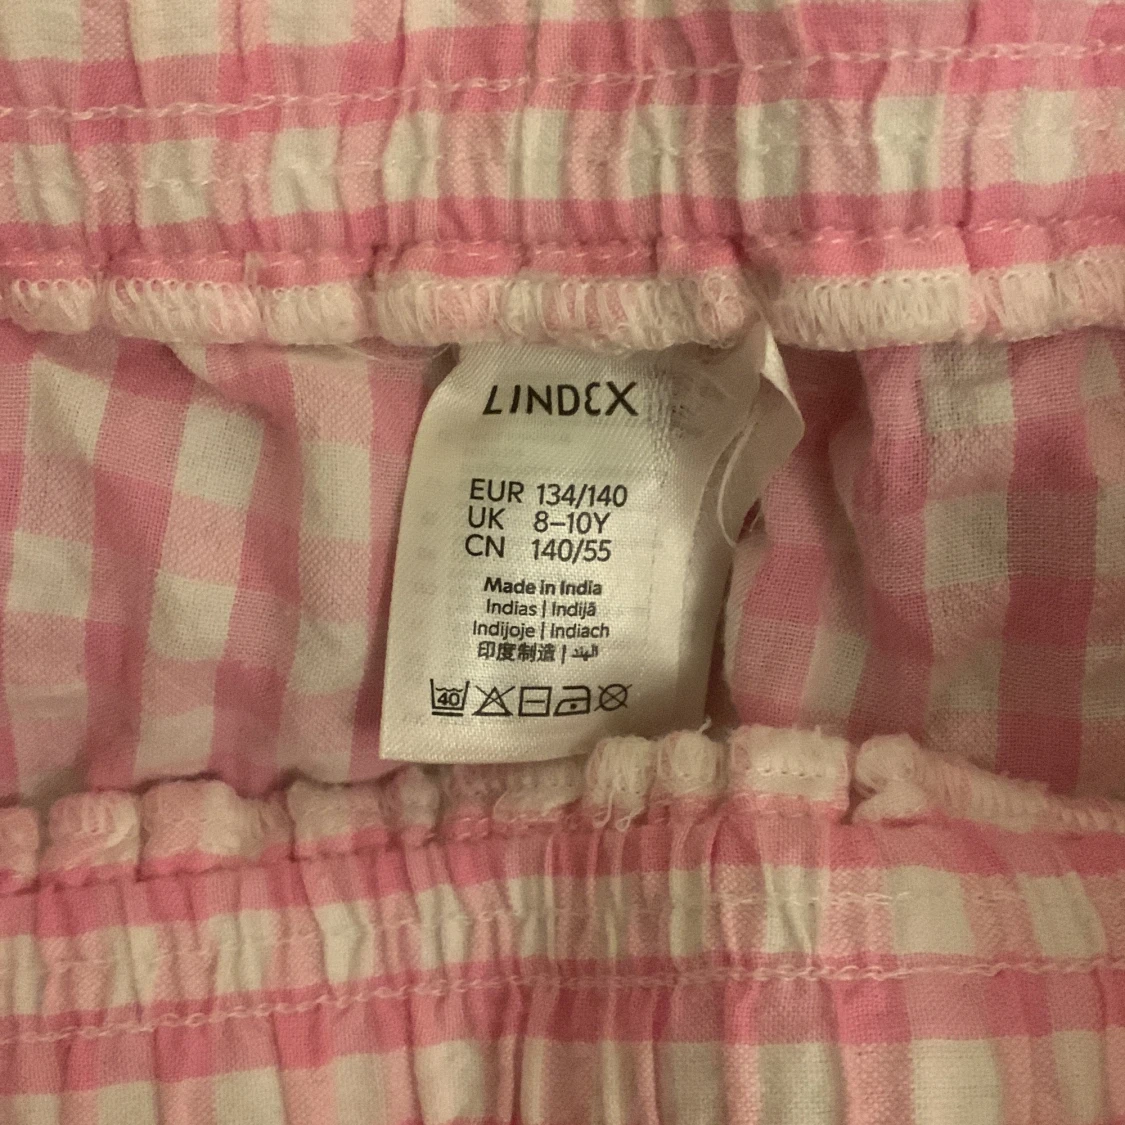 LINDEX
EUR 134/140
UK 8–10Y
CN 140/55
Made in India
Indias | Indijā
Indijoje | Indiach
印度制造 | الهند
40